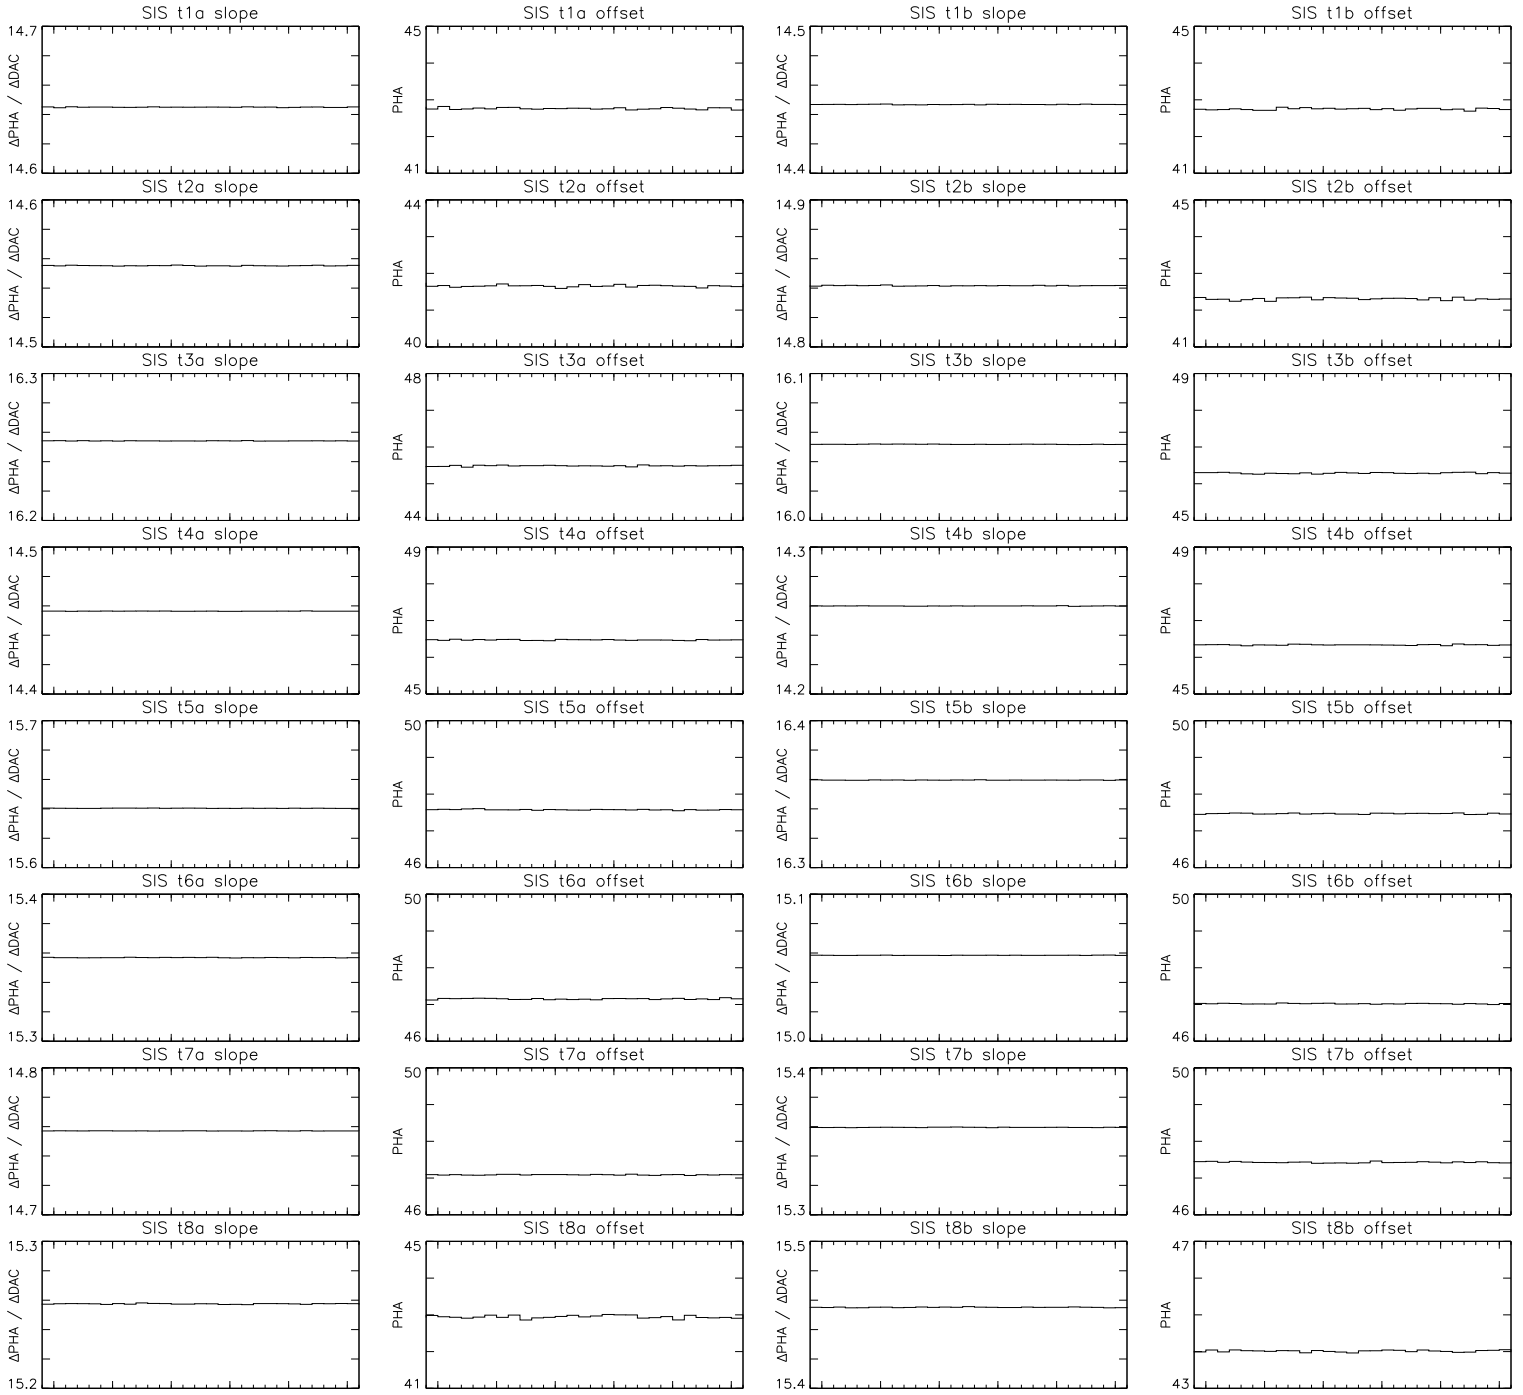 SIS t1a slope
SIS t1a offset
SIS t1b slope
SIS t1b offset
14.7
ΔPHA / ΔDAC
14.6
45
PHA
41
14.5
ΔPHA / ΔDAC
14.4
45
PHA
41
SIS t2a slope
SIS t2a offset
SIS t2b slope
SIS t2b offset
14.6
ΔPHA / ΔDAC
14.5
44
PHA
40
14.9
ΔPHA / ΔDAC
14.8
45
PHA
41
SIS t3a slope
SIS t3a offset
SIS t3b slope
SIS t3b offset
16.3
ΔPHA / ΔDAC
16.2
48
PHA
44
16.1
ΔPHA / ΔDAC
16.0
49
PHA
45
SIS t4a slope
SIS t4a offset
SIS t4b slope
SIS t4b offset
14.5
ΔPHA / ΔDAC
14.4
49
PHA
45
14.3
ΔPHA / ΔDAC
14.2
49
PHA
45
SIS t5a slope
SIS t5a offset
SIS t5b slope
SIS t5b offset
15.7
ΔPHA / ΔDAC
15.6
50
PHA
46
16.4
ΔPHA / ΔDAC
16.3
50
PHA
46
SIS t6a slope
SIS t6a offset
SIS t6b slope
SIS t6b offset
15.4
ΔPHA / ΔDAC
15.3
50
PHA
46
15.1
ΔPHA / ΔDAC
15.0
50
PHA
46
SIS t7a slope
SIS t7a offset
SIS t7b slope
SIS t7b offset
14.8
ΔPHA / ΔDAC
14.7
50
PHA
46
15.4
ΔPHA / ΔDAC
15.3
50
PHA
46
SIS t8a slope
SIS t8a offset
SIS t8b slope
SIS t8b offset
15.3
ΔPHA / ΔDAC
15.2
45
PHA
41
15.5
ΔPHA / ΔDAC
15.4
47
PHA
43